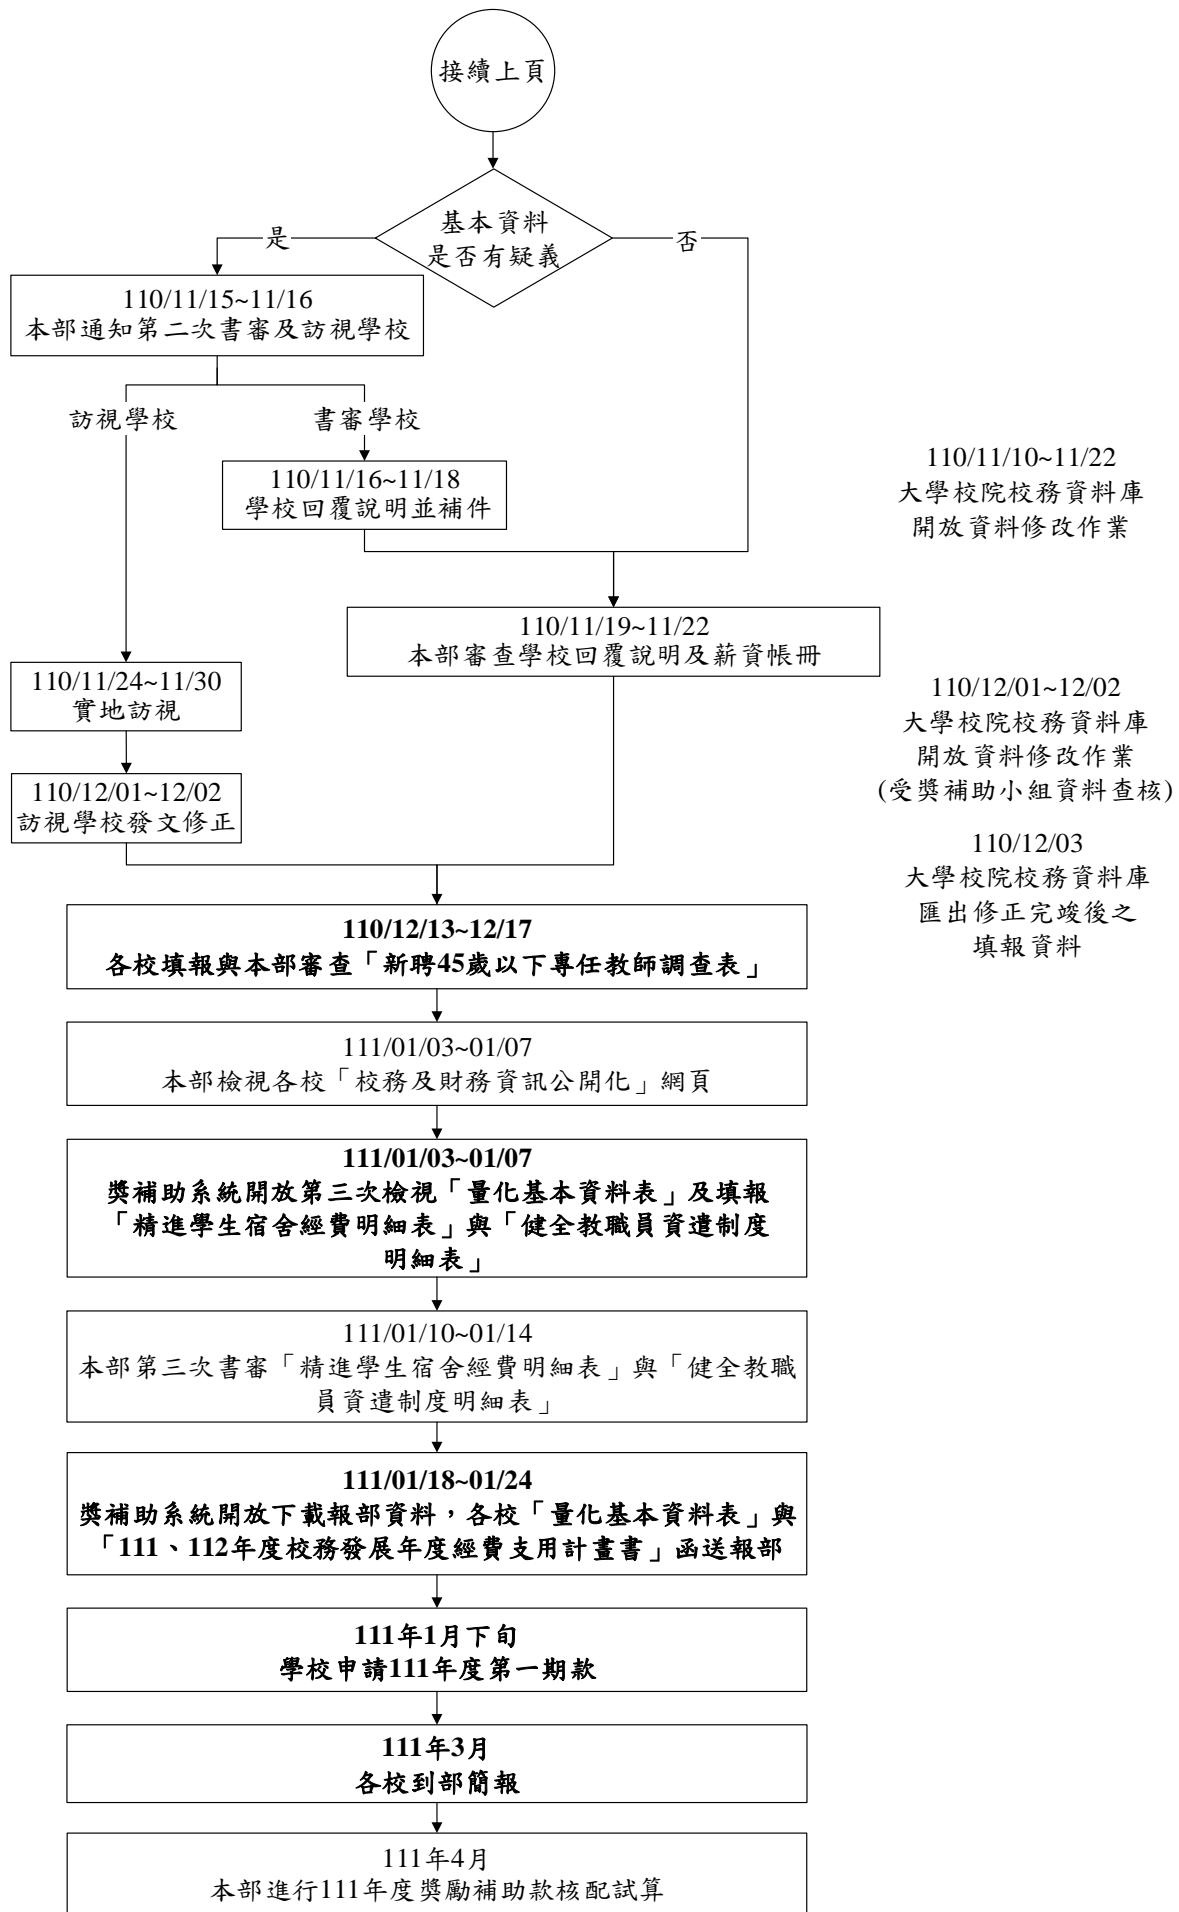 接續上頁
基本資料
是否有疑義
是
否
110/11/15~11/16
本部通知第二次書審及訪視學校
訪視學校
書審學校
110/11/16~11/18
學校回覆說明並補件
110/11/10~11/22
大學校院校務資料庫
開放資料修改作業
110/11/19~11/22
本部審查學校回覆說明及薪資帳冊
110/11/24~11/30
實地訪視
110/12/01~12/02
訪視學校發文修正
110/12/01~12/02
大學校院校務資料庫
開放資料修改作業
(受獎補助小組資料查核)
110/12/03
大學校院校務資料庫
匯出修正完竣後之
填報資料
110/12/13~12/17
各校填報與本部審查「新聘45歲以下專任教師調查表」
111/01/03~01/07
本部檢視各校「校務及財務資訊公開化」網頁
111/01/03~01/07
獎補助系統開放第三次檢視「量化基本資料表」及填報
「精進學生宿舍經費明細表」與「健全教職員資遣制度
明細表」
111/01/10~01/14
本部第三次書審「精進學生宿舍經費明細表」與「健全教職
員資遣制度明細表」
111/01/18~01/24
獎補助系統開放下載報部資料，各校「量化基本資料表」與
「111、112年度校務發展年度經費支用計畫書」函送報部
111年1月下旬
學校申請111年度第一期款
111年3月
各校到部簡報
111年4月
本部進行111年度獎勵補助款核配試算